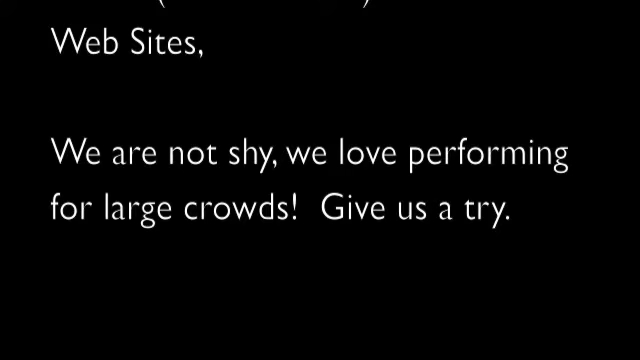 Web Sites,
We are not shy, we love performing
for large crowds!  Give us a try.